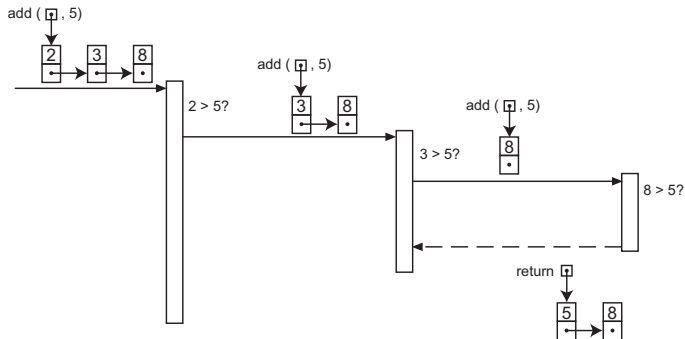 add ( , 5)
2 3 8
2 > 5?
add ( , 5)
3 8
3 > 5?
add ( , 5)
8
8 > 5?
return
5 8